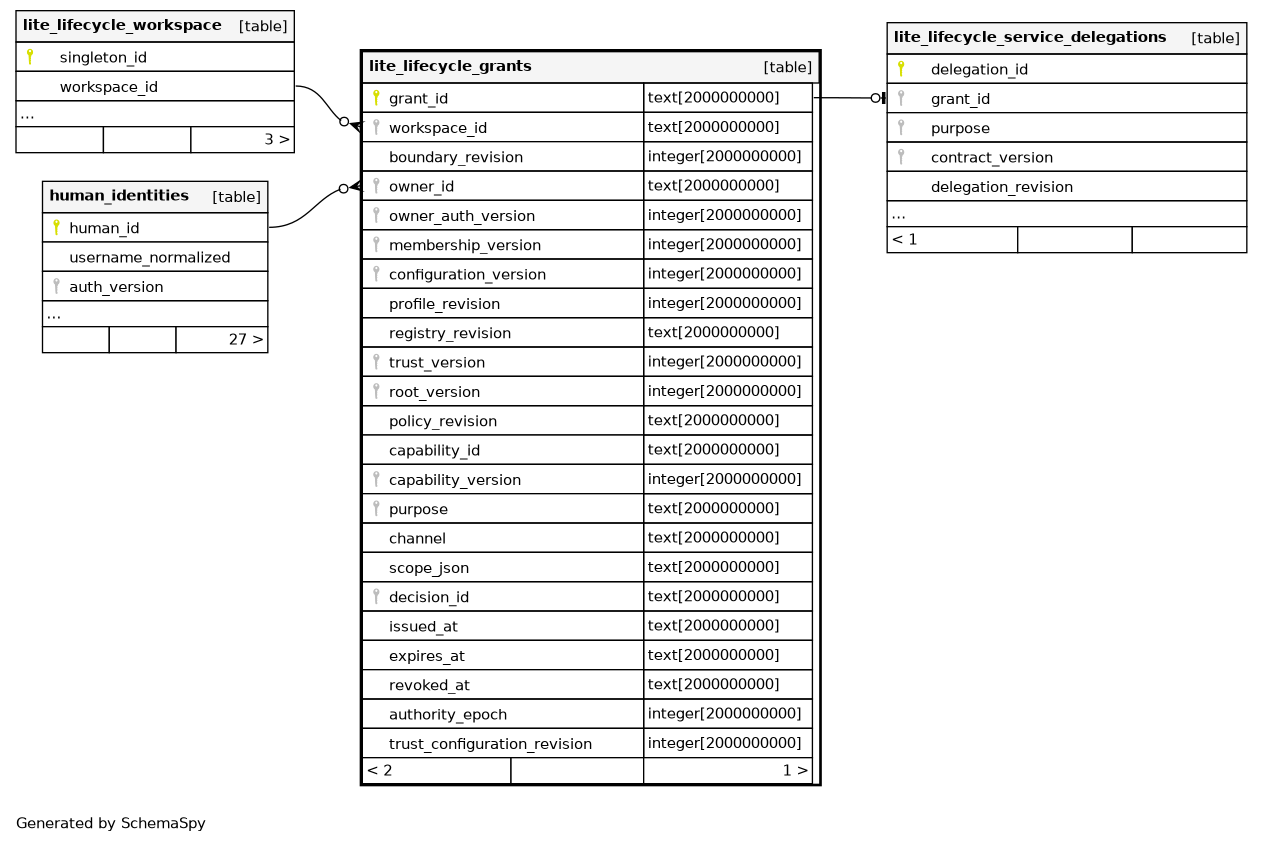 lite_lifecycle_workspace [table]
singleton_id
workspace_id
...
3 >
human_identities [table]
human_id
username_normalized
auth_version
...
27 >
lite_lifecycle_grants [table]
grant_id text[2000000000]
workspace_id text[2000000000]
boundary_revision integer[2000000000]
owner_id text[2000000000]
owner_auth_version integer[2000000000]
membership_version integer[2000000000]
configuration_version integer[2000000000]
profile_revision integer[2000000000]
registry_revision text[2000000000]
trust_version integer[2000000000]
root_version integer[2000000000]
policy_revision text[2000000000]
capability_id text[2000000000]
capability_version integer[2000000000]
purpose text[2000000000]
channel text[2000000000]
scope_json text[2000000000]
decision_id text[2000000000]
issued_at text[2000000000]
expires_at text[2000000000]
revoked_at text[2000000000]
authority_epoch integer[2000000000]
trust_configuration_revision integer[2000000000]
< 2 1 >
lite_lifecycle_service_delegations [table]
delegation_id
grant_id
purpose
contract_version
delegation_revision
...
< 1
Generated by SchemaSpy